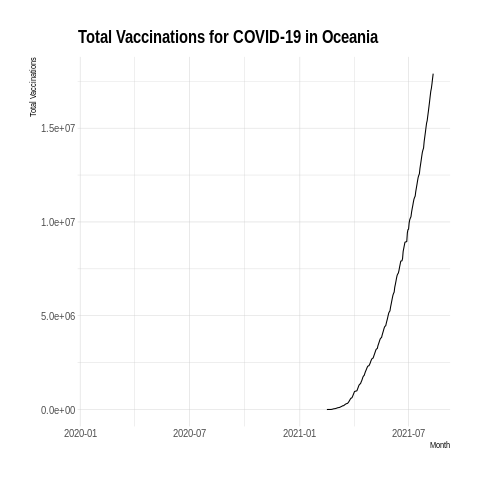 Total Vaccinations for COVID-19 in Oceania
Total Vaccinations
1.5e+07
1.0e+07
5.0e+06
0.0e+00
2020-01 2020-07 2021-01 2021-07
Month